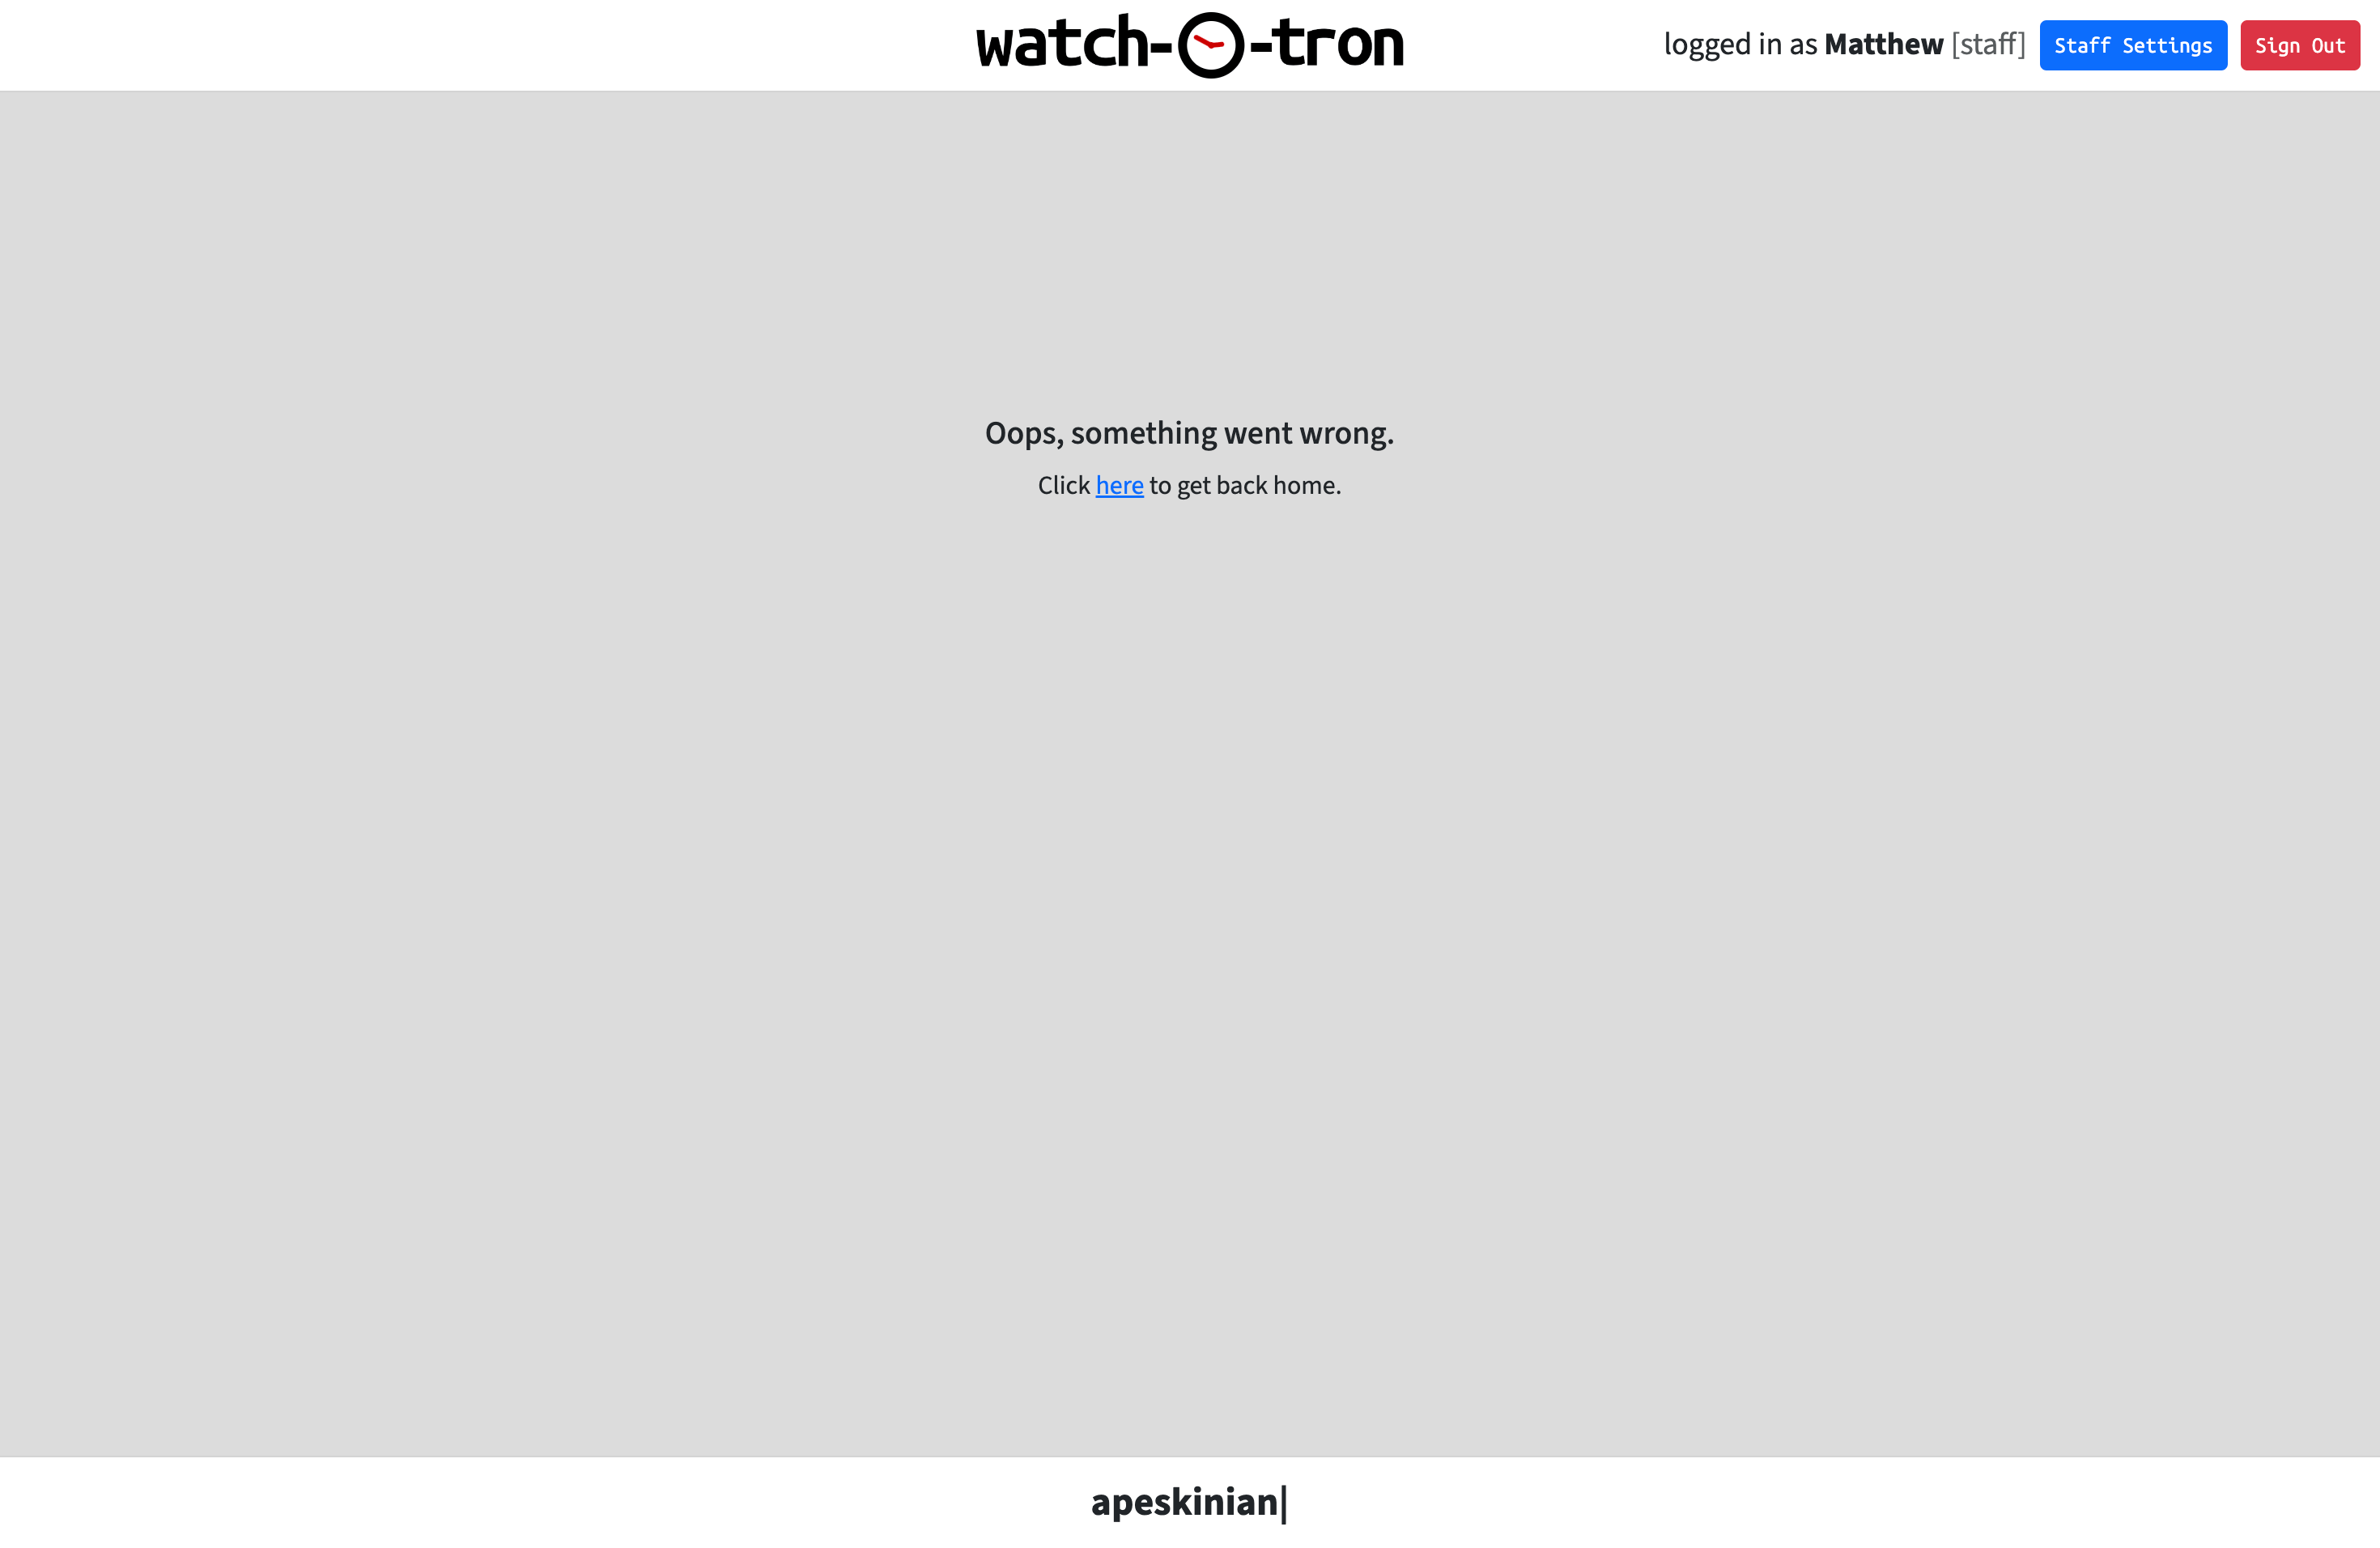 watch-O-tron
logged in as Matthew [staff] Staff Settings Sign Out
Oops, something went wrong.
Click here to get back home.
apeskinian|